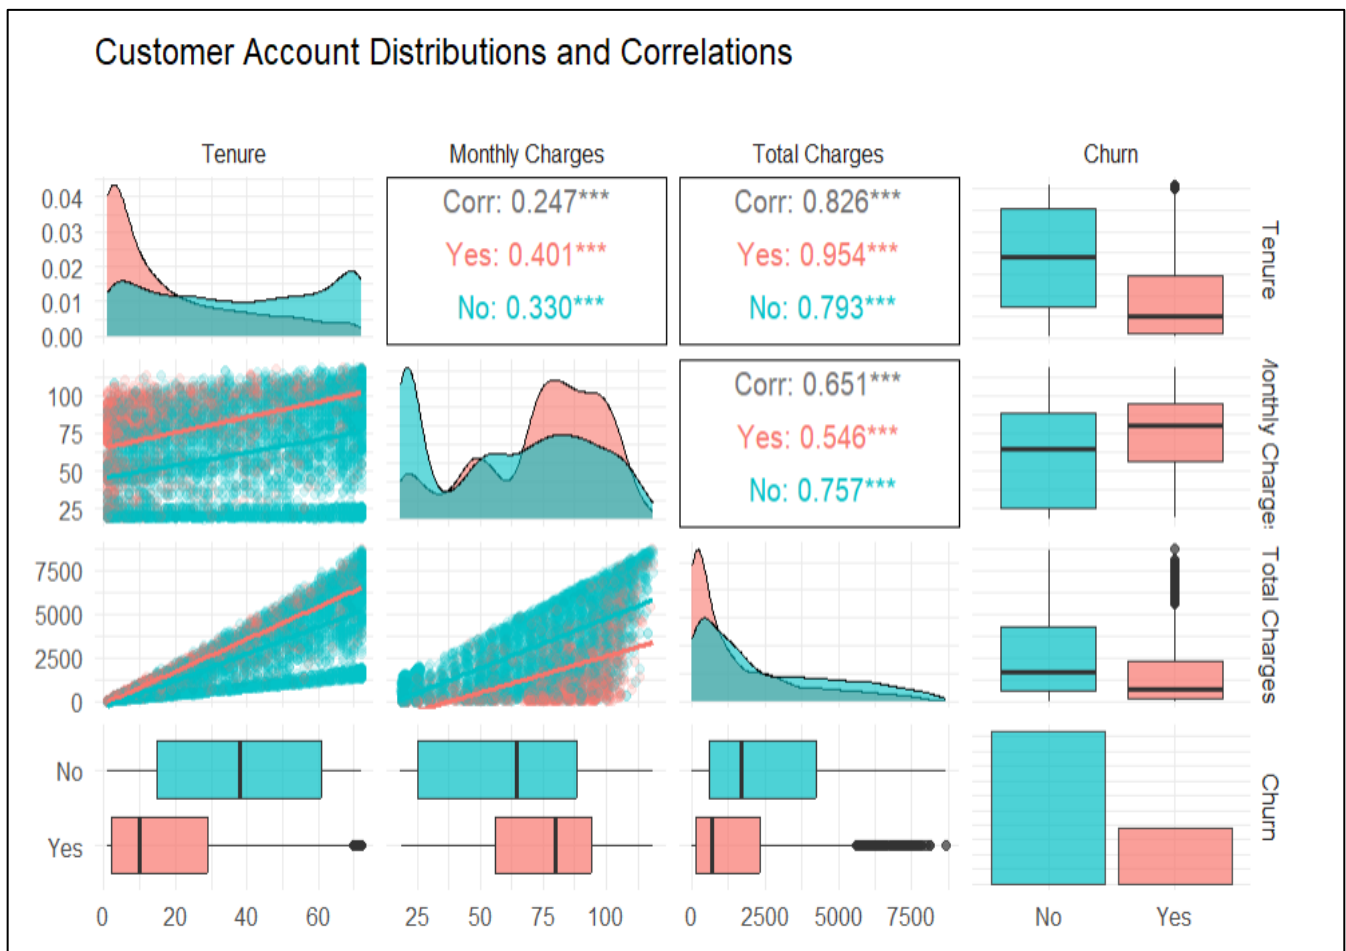 Customer Account Distributions and Correlations
Tenure Monthly Charges Total Charges Churn
0.04
0.03
0.02
0.01
0.00
Corr: 0.247***
Yes: 0.401***
No: 0.330***
Corr: 0.826***
Yes: 0.954***
No: 0.793***
Tenure
100
75
50
25
Corr: 0.651***
Yes: 0.546***
No: 0.757***
Monthly Charges
7500
5000
2500
0
Total Charges
No
Yes
Churn
0 20 40 60 25 50 75 100 0 2500 5000 7500 No Yes